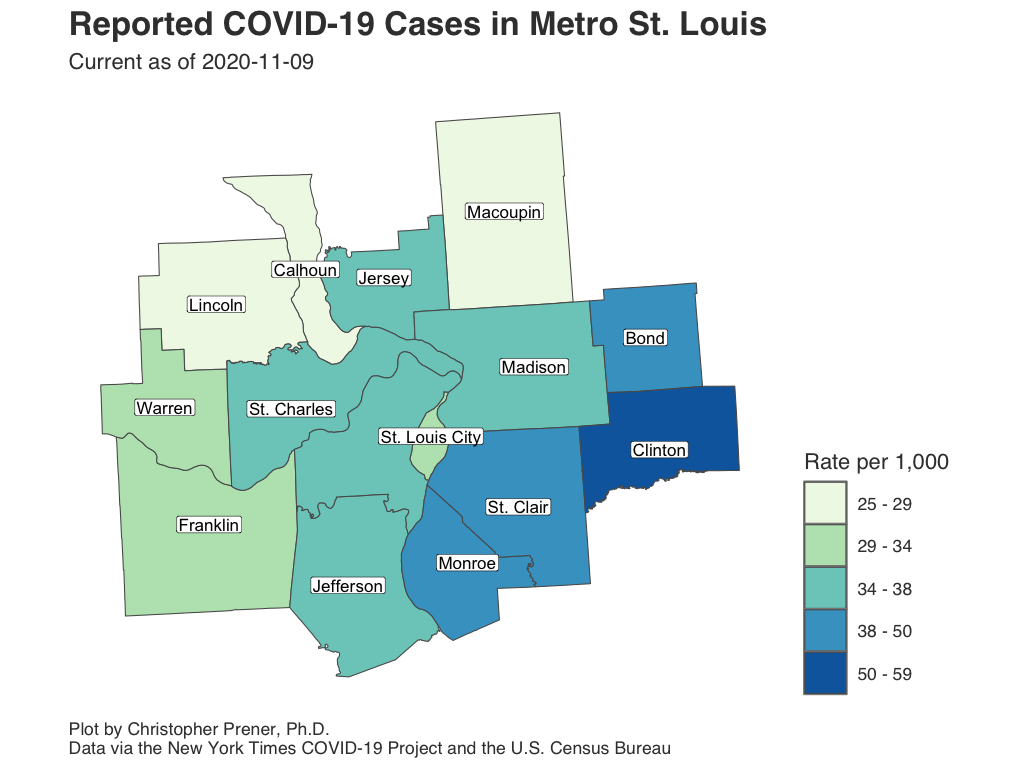 Reported COVID-19 Cases in Metro St. Louis
Current as of 2020-11-09
Macoupin
Calhoun
Jersey
Lincoln
Bond
Madison
Warren
St. Charles
St. Louis City
Clinton
Rate per 1,000
25 - 29
St. Clair
Franklin
29 - 34
Monroe
Jefferson
34 - 38
38 - 50
50 - 59
Plot by Christopher Prener, Ph.D.
Data via the New York Times COVID-19 Project and the U.S. Census Bureau